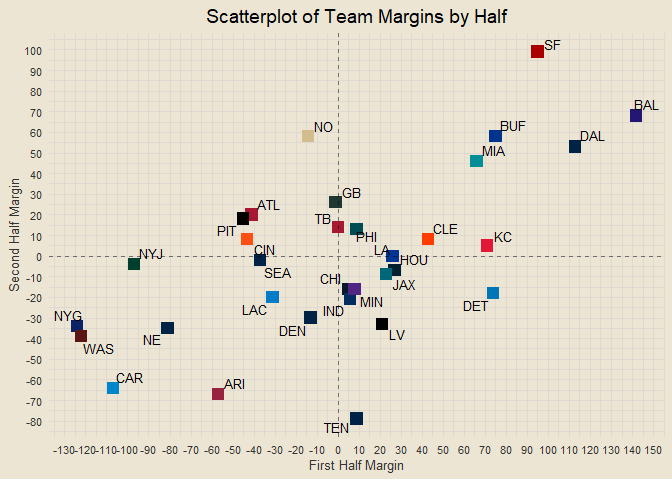 Scatterplot of Team Margins by Half
Second Half Margin
100
90
80
70
60
50
40
30
20
10
0
-10
-20
-30
-40
-50
-60
-70
-80
SF
BAL
NO
BUF
DAL
MIA
GB
ATL
TB
PIT
PHI
CLE
KC
CIN
LA
NYJ
HOU
SEA
CHI
JAX
LAC
IND
MIN
DET
NYG
DEN
LV
NE
WAS
CAR
ARI
TEN
-130 -120 -110 -100 -90 -80 -70 -60 -50 -40 -30 -20 -10 0 10 20 30 40 50 60 70 80 90 100 110 120 130 140 150
First Half Margin